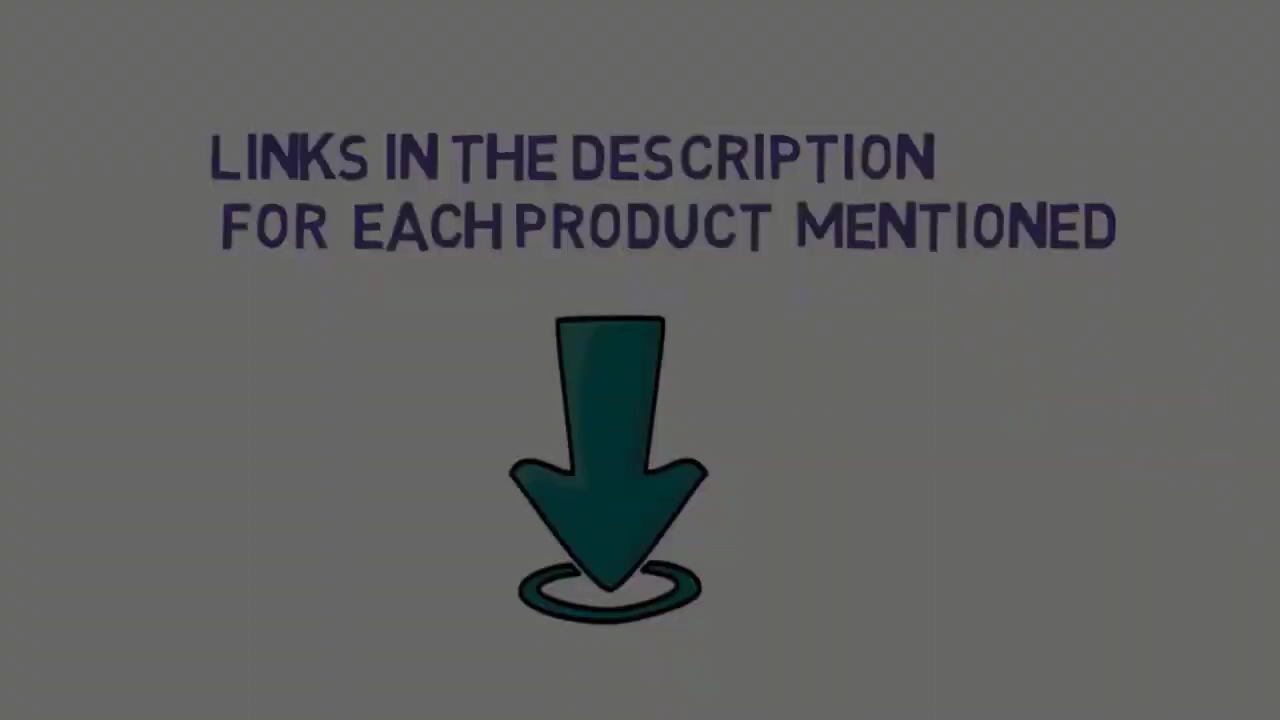 LINKS IN THE DESCRIPTION
FOR EACH PRODUCT MENTIONED